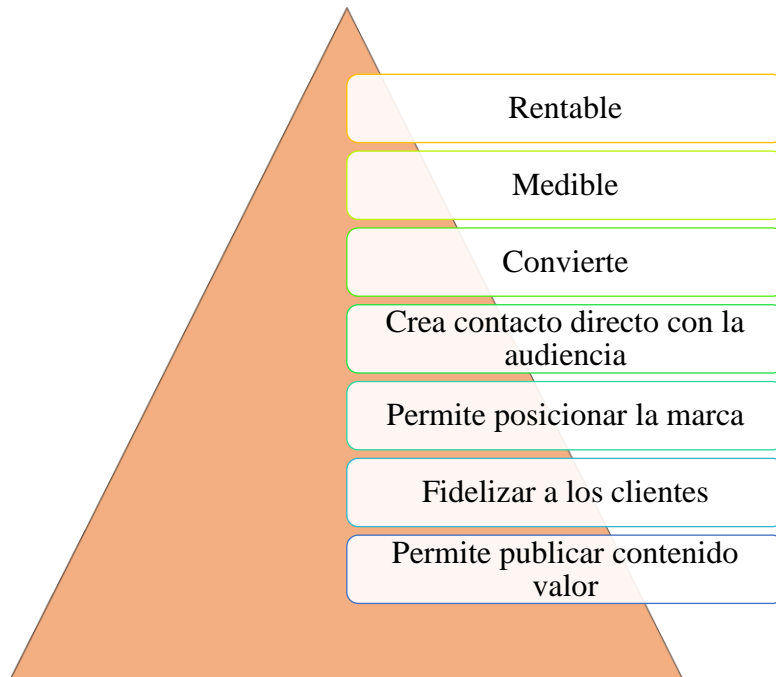 Rentable
Medible
Convierte
Crea contacto directo con la
audiencia
Permite posicionar la marca
Fidelizar a los clientes
Permite publicar contenido
valor